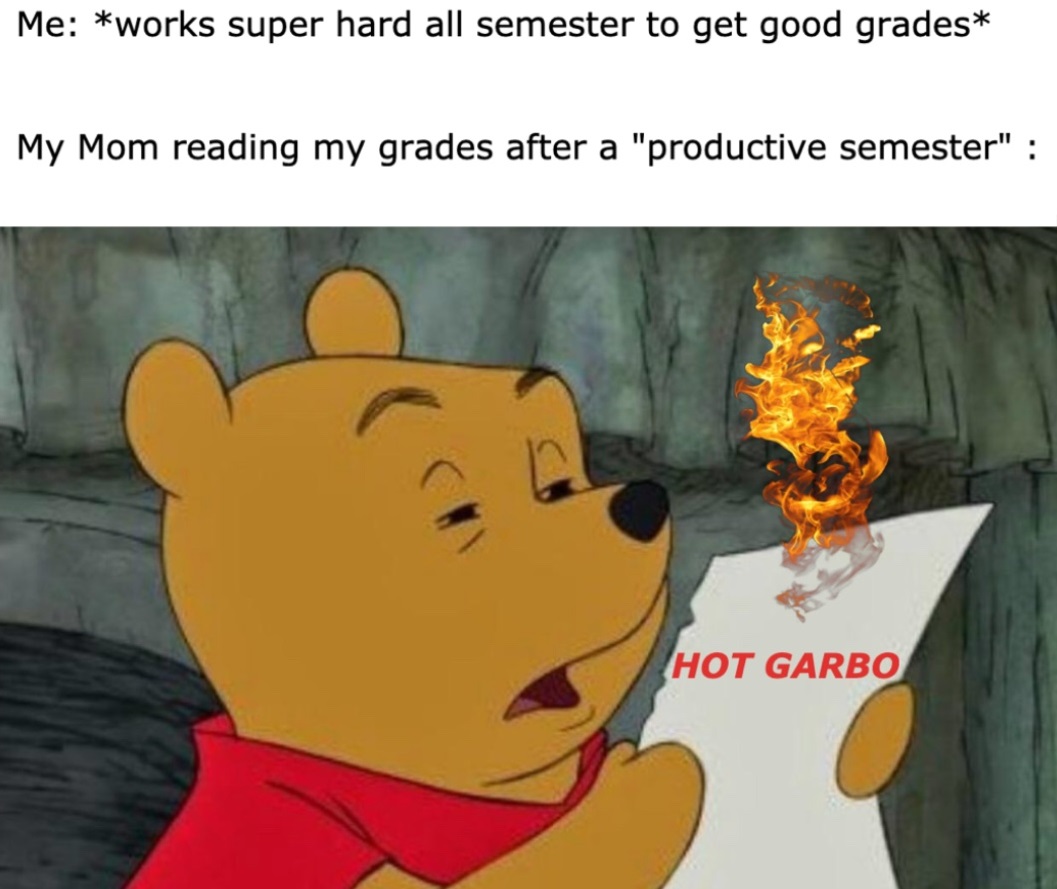 Me: *works super hard all semester to get good grades*
My Mom reading my grades after a "productive semester" :
HOT GARBO